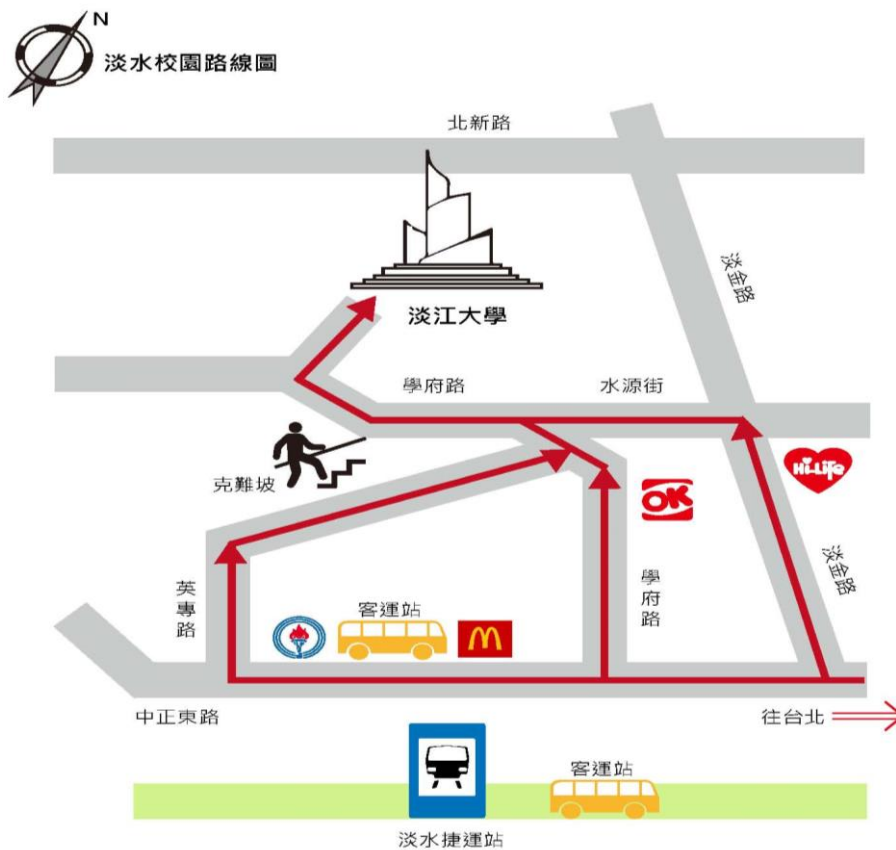 N
淡水校園路線圖
北新路
淡金路
淡江大學
學府路
水源街
克難坡
Hi-Life
OK
淡金路
英專路
客運站
學府路
中正東路
往台北
客運站
淡水捷運站